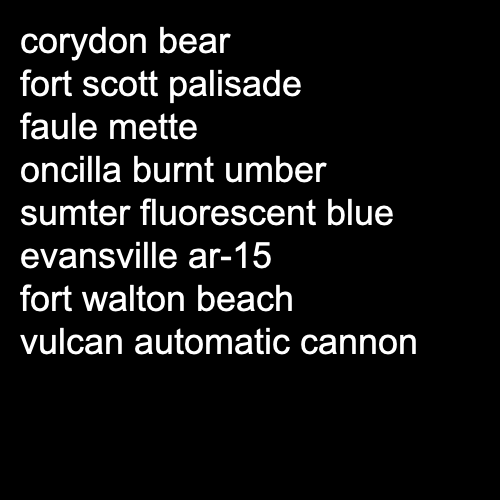 corydon bear
fort scott palisade
faule mette
oncilla burnt umber
sumter fluorescent blue
evansville ar-15
fort walton beach
vulcan automatic cannon